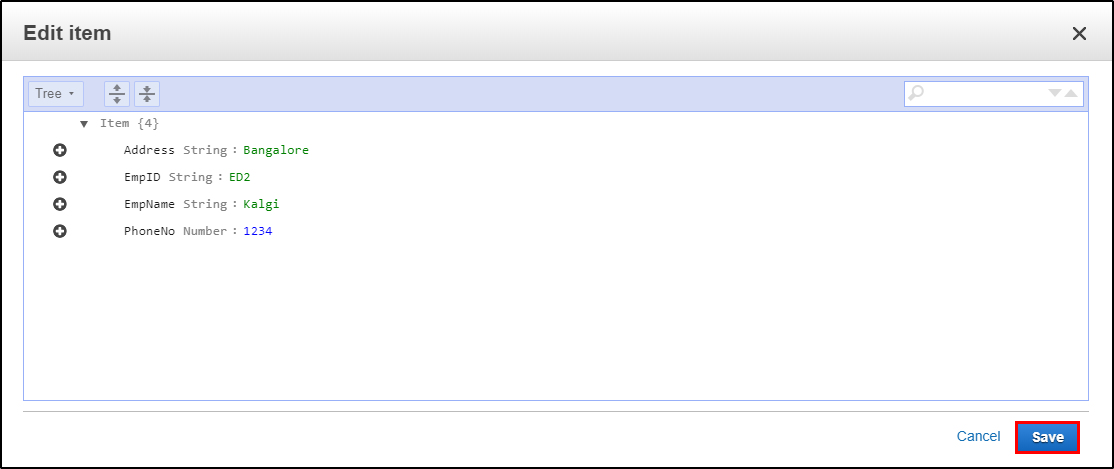 Edit item
Tree
Item {4}
Address String : Bangalore
EmpID String : ED2
EmpName String : Kalgi
PhoneNo Number : 1234
Cancel Save